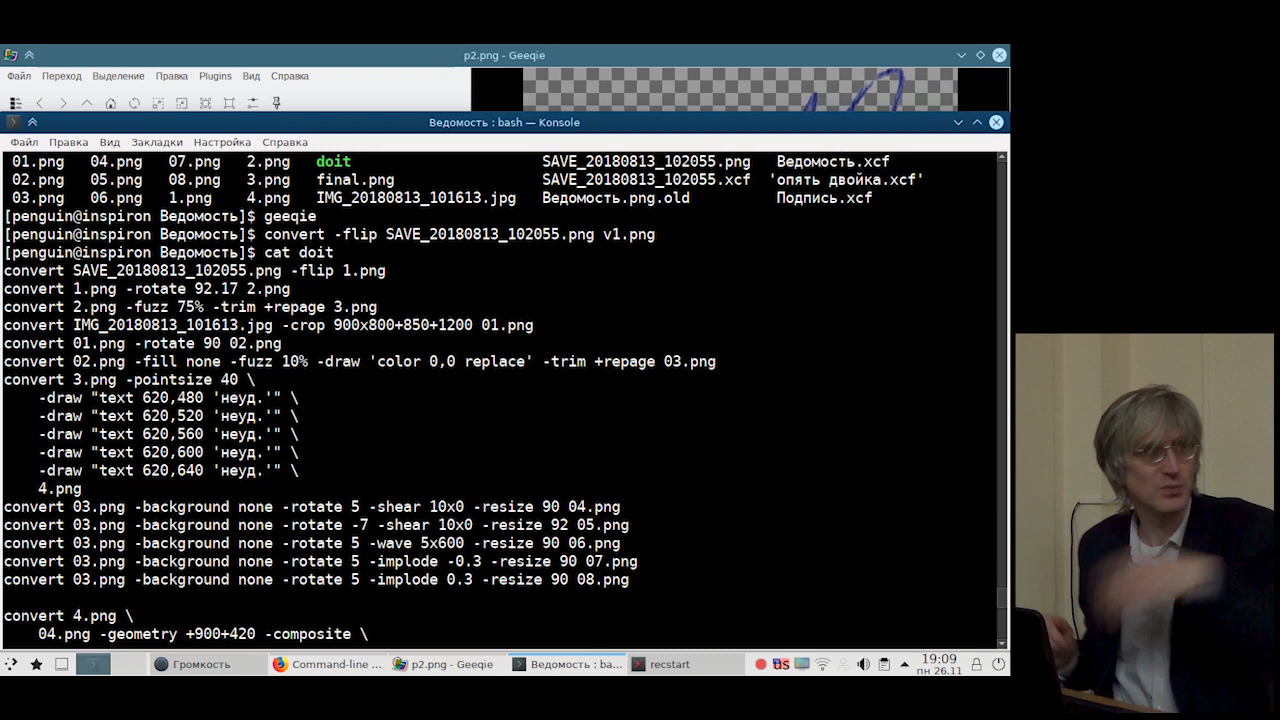 p2.png - Geeqie
Файл Переход Выделение Правка Plugins Вид Справка
Ведомость : bash — Konsole
Файл Правка Вид Закладки Настройка Справка
01.png 04.png 07.png 2.png doit SAVE_20180813_102055.png Ведомость.xcf
02.png 05.png 08.png 3.png final.png SAVE_20180813_102055.xcf 'опять двойка.xcf'
03.png 06.png 1.png 4.png IMG_20180813_101613.jpg Ведомость.png.old Подпись.xcf
[penguin@inspiron Ведомость]$ geeqie
[penguin@inspiron Ведомость]$ convert -flip SAVE_20180813_102055.png v1.png
[penguin@inspiron Ведомость]$ cat doit
convert SAVE_20180813_102055.png -flip 1.png
convert 1.png -rotate 92.17 2.png
convert 2.png -fuzz 75% -trim +repage 3.png
convert IMG_20180813_101613.jpg -crop 900x800+850+1200 01.png
convert 01.png -rotate 90 02.png
convert 02.png -fill none -fuzz 10% -draw 'color 0,0 replace' -trim +repage 03.png
convert 3.png -pointsize 40 \
-draw "text 620,480 'неуд.'" \
-draw "text 620,520 'неуд.'" \
-draw "text 620,560 'неуд.'" \
-draw "text 620,600 'неуд.'" \
-draw "text 620,640 'неуд.'" \
4.png
convert 03.png -background none -rotate 5 -shear 10x0 -resize 90 04.png
convert 03.png -background none -rotate -7 -shear 10x0 -resize 92 05.png
convert 03.png -background none -rotate 5 -wave 5x600 -resize 90 06.png
convert 03.png -background none -rotate 5 -implode -0.3 -resize 90 07.png
convert 03.png -background none -rotate 5 -implode 0.3 -resize 90 08.png
convert 4.png \
04.png -geometry +900+420 -composite \
Громкость Command-line ... p2.png - Geeqie Ведомость : ba... recstart us 19:09
пн 26.11